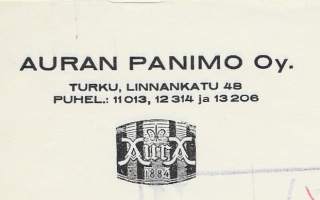 AURAN PANIMO Oy.
TURKU, LINNANKATU 48
PUHEL.: 11 013, 12 314 ja 13 206
AURA
1884